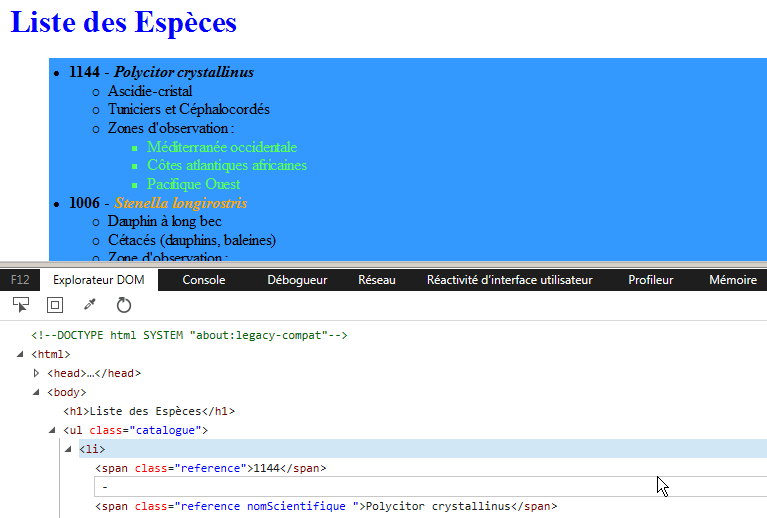 Liste des Espèces
1144 - Polycitor crystallinus
Ascidie-cristal
Tuniciers et Céphalocordés
Zones d'observation :
Méditerranée occidentale
Côtes atlantiques africaines
Pacifique Ouest
1006 - Stenella longirostris
Dauphin à long bec
Cétacés (dauphins, baleines)
Zone d'observation :
F12 Explorateur DOM Console Débogueur Réseau Réactivité d'interface utilisateur Profileur Mémoire
<!--DOCTYPE html SYSTEM "about:legacy-compat"-->
<html>
<head>…</head>
<body>
<h1>Liste des Espèces</h1>
<ul class="catalogue">
<li>
<span class="reference">1144</span>
-
<span class="reference nomScientifique ">Polycitor crystallinus</span>